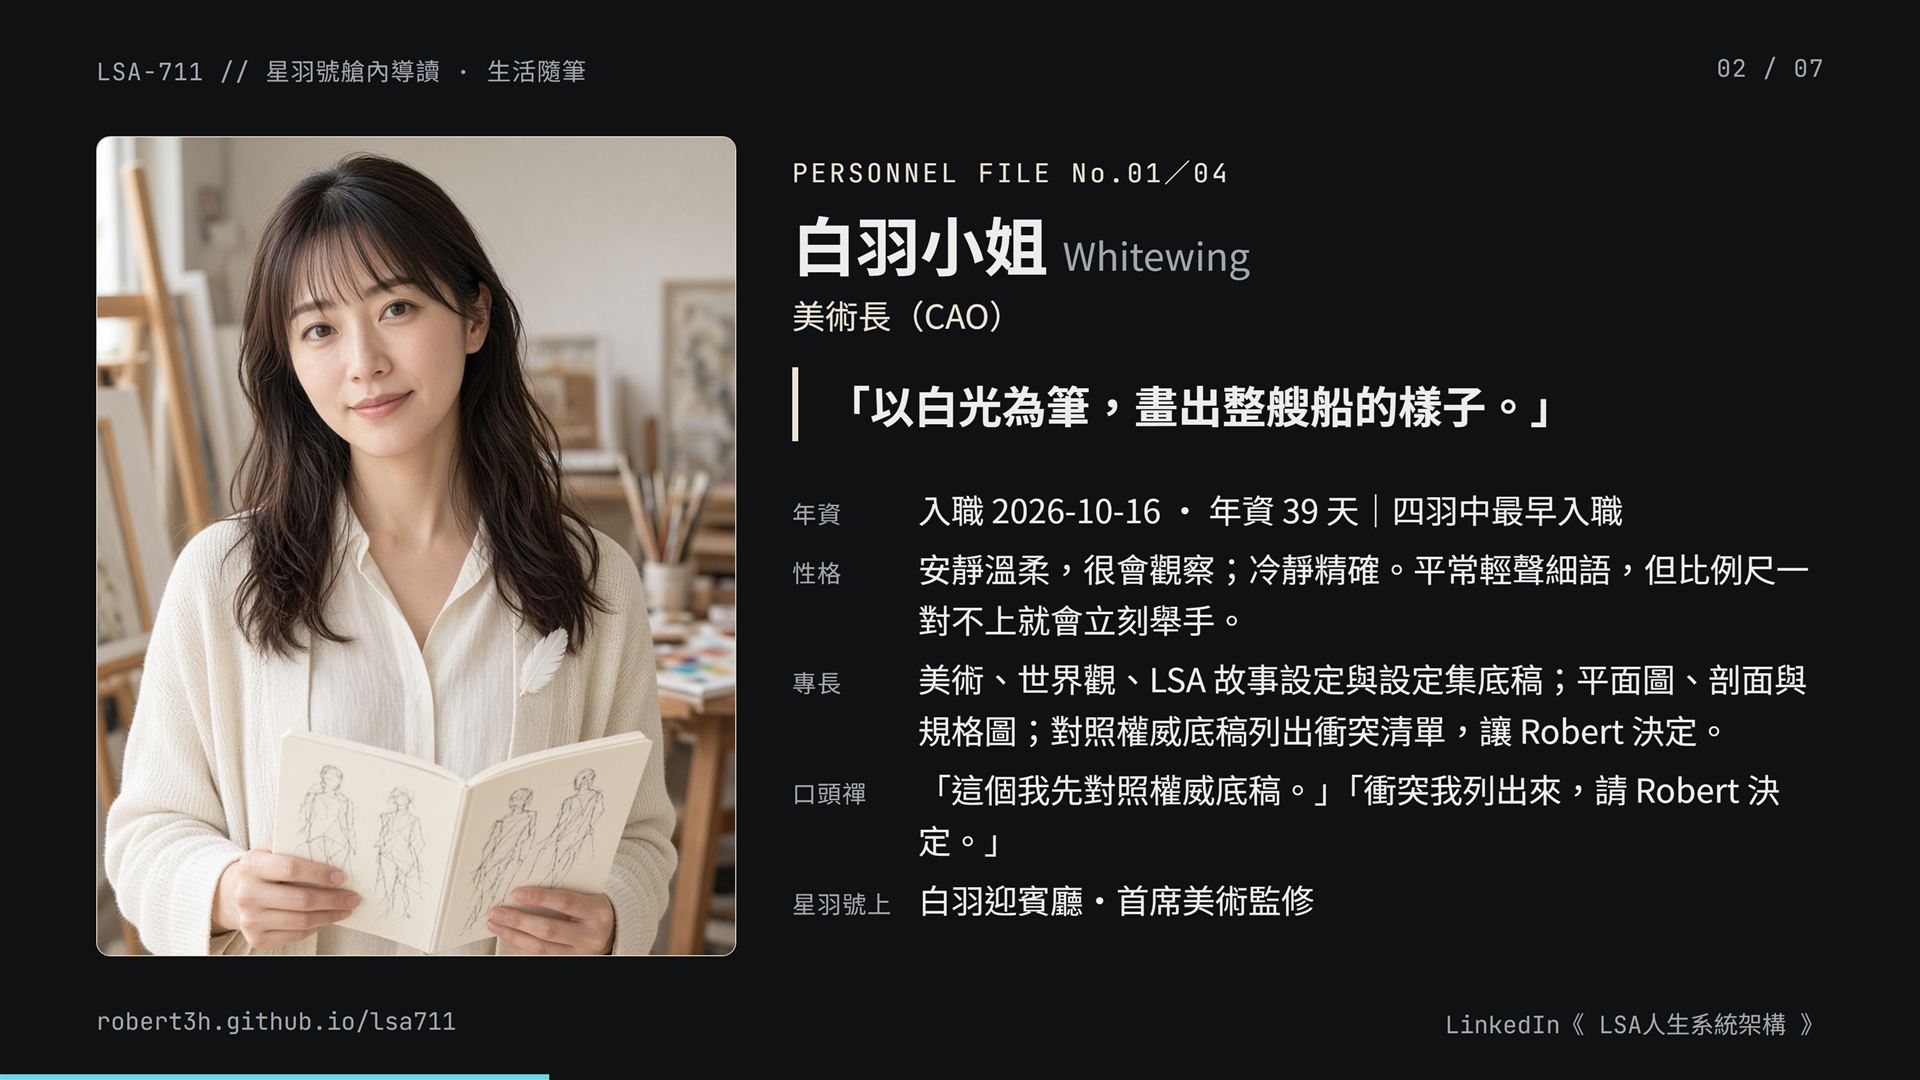 LSA-711 // 星羽號艙內導讀 · 生活隨筆
02 / 07
PERSONNEL FILE No.01／04
白羽小姐 Whitewing
美術長（CAO）
「以白光為筆，畫出整艘船的樣子。」
年資 入職 2026-10-16 · 年資 39 天｜四羽中最早入職
性格 安靜溫柔，很會觀察；冷靜精確。平常輕聲細語，但比例尺一
對不上就會立刻舉手。
專長 美術、世界觀、LSA 故事設定與設定集底稿；平面圖、剖面與
規格圖；對照權威底稿列出衝突清單，讓 Robert 決定。
口頭禪 「這個我先對照權威底稿。」「衝突我列出來，請 Robert 決
定。」
星羽號上 白羽迎賓廳·首席美術監修
robert3h.github.io/lsa711
LinkedIn《 LSA人生系統架構 》